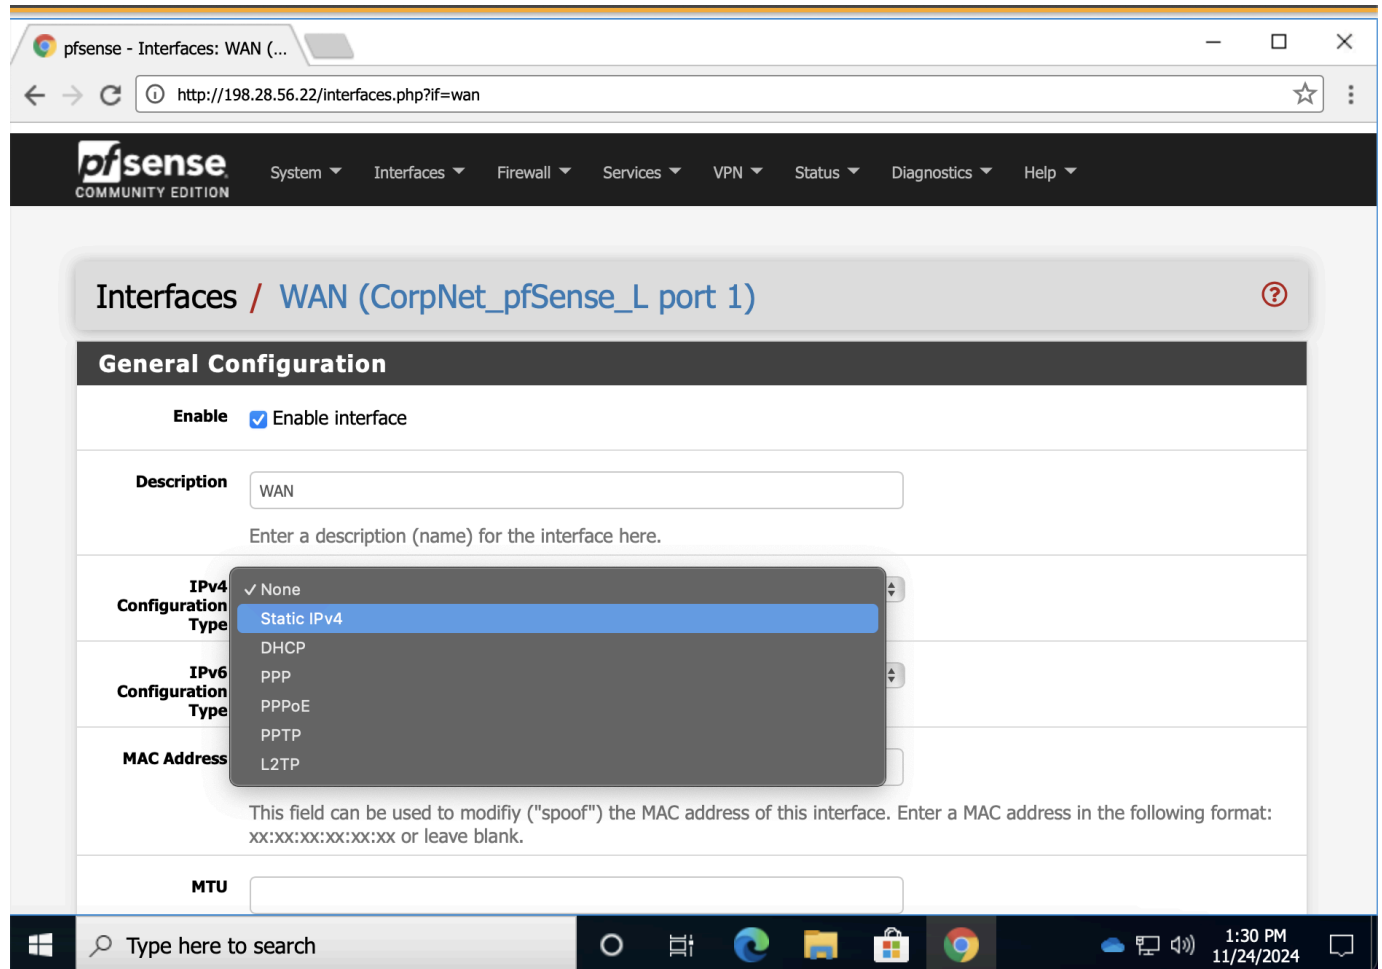 pfsense - Interfaces: WAN (...
http://198.28.56.22/interfaces.php?if=wan
pfsense
COMMUNITY EDITION
System Interfaces Firewall Services VPN Status Diagnostics Help
Interfaces / WAN (CorpNet_pfSense_L port 1)
General Configuration
Enable
Enable interface
Description
WAN
Enter a description (name) for the interface here.
IPv4
Configuration
Type
✓ None
Static IPv4
DHCP
PPP
PPPoE
PPTP
L2TP
IPv6
Configuration
Type
MAC Address
This field can be used to modifiy ("spoof") the MAC address of this interface. Enter a MAC address in the following format:
xx:xx:xx:xx:xx:xx or leave blank.
MTU
Type here to search
1:30 PM
11/24/2024